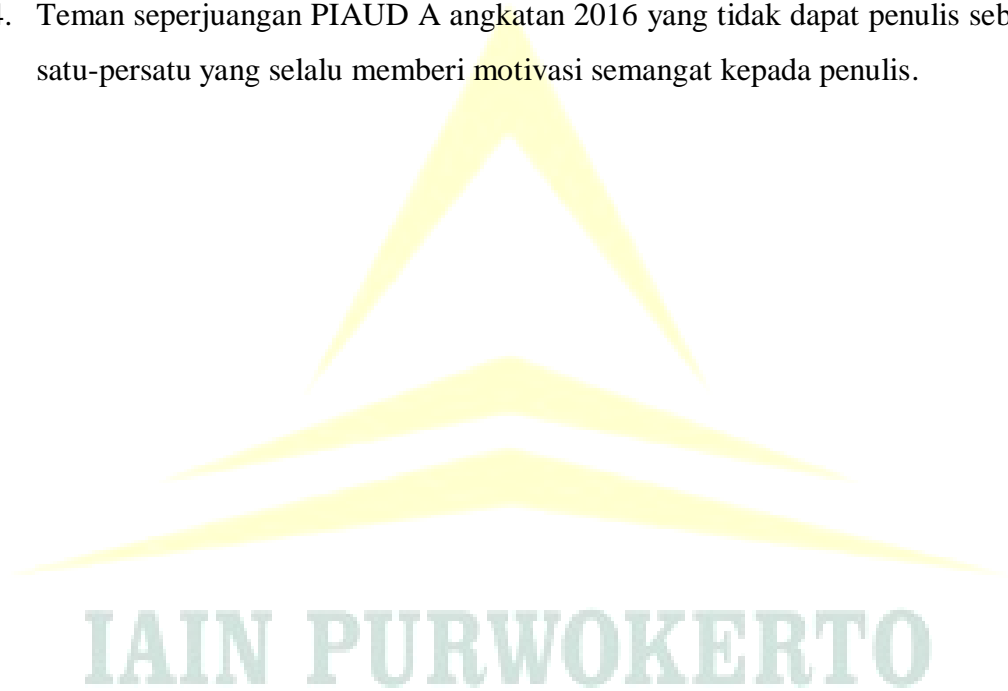 4. Teman seperjuangan PIAUD A angkatan 2016 yang tidak dapat penulis seb
satu-persatu yang selalu memberi motivasi semangat kepada penulis.
IAIN PURWOKERTO